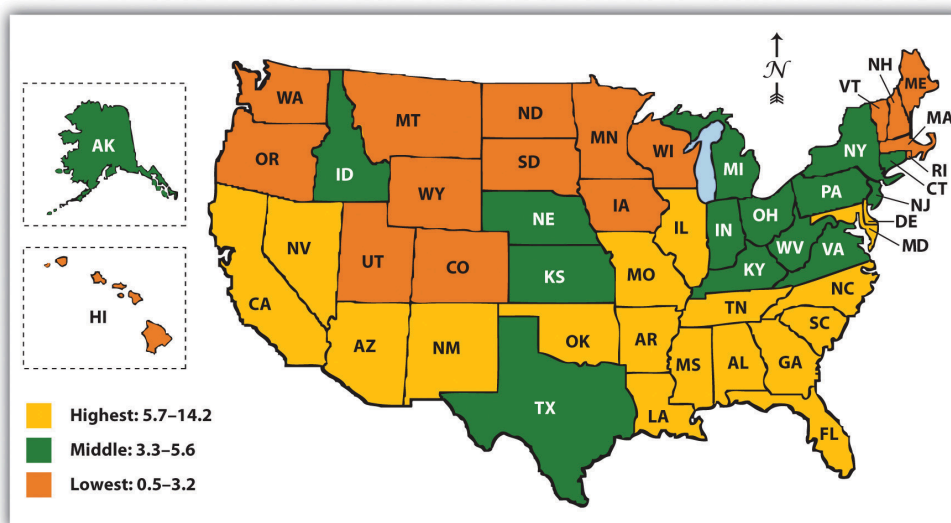 N
NH
VT
ME
WA
MT
ND
MN
MA
AK
OR
ID
SD
WI
MI
NY
RI
WY
CT
PA
NJ
IA
NE
OH
DE
NV
IL
IN
MD
UT
CO
WV
VA
KS
MO
KY
CA
HI
NC
TN
AZ
NM
OK
AR
SC
MS
AL
GA
TX
LA
FL
Highest: 5.7–14.2
Middle: 3.3–5.6
Lowest: 0.5–3.2